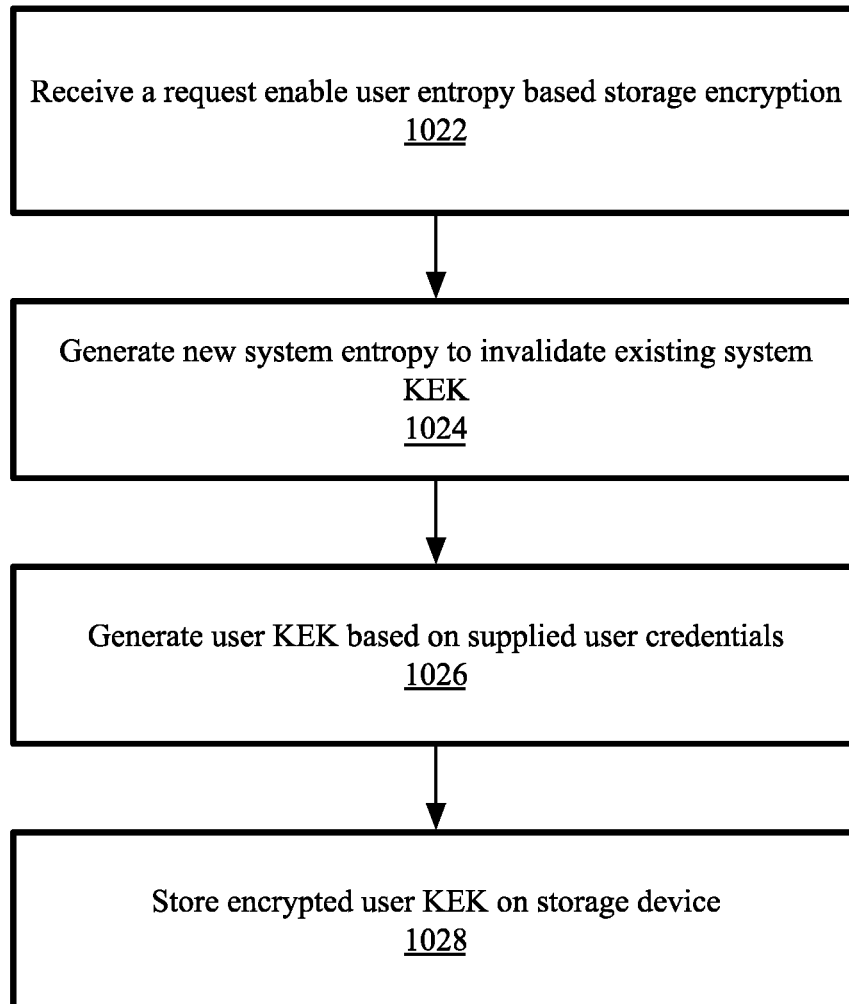 Receive a request enable user entropy based storage encryption
1022
Generate new system entropy to invalidate existing system
KEK
1024
Generate user KEK based on supplied user credentials
1026
Store encrypted user KEK on storage device
1028